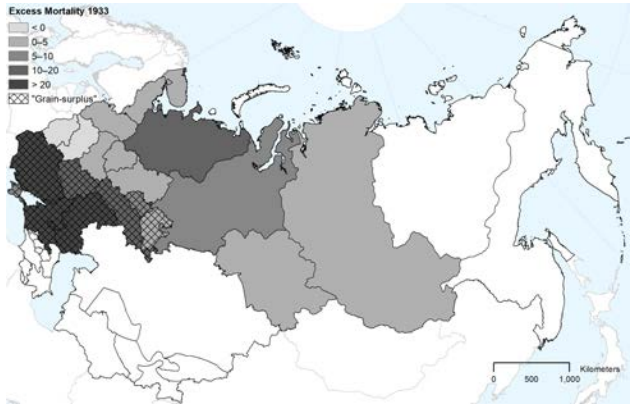 Excess Mortality 1933
< 0
0–5
5–10
10–20
> 20
"Grain-surplus"
Kilometers
0 500 1,000